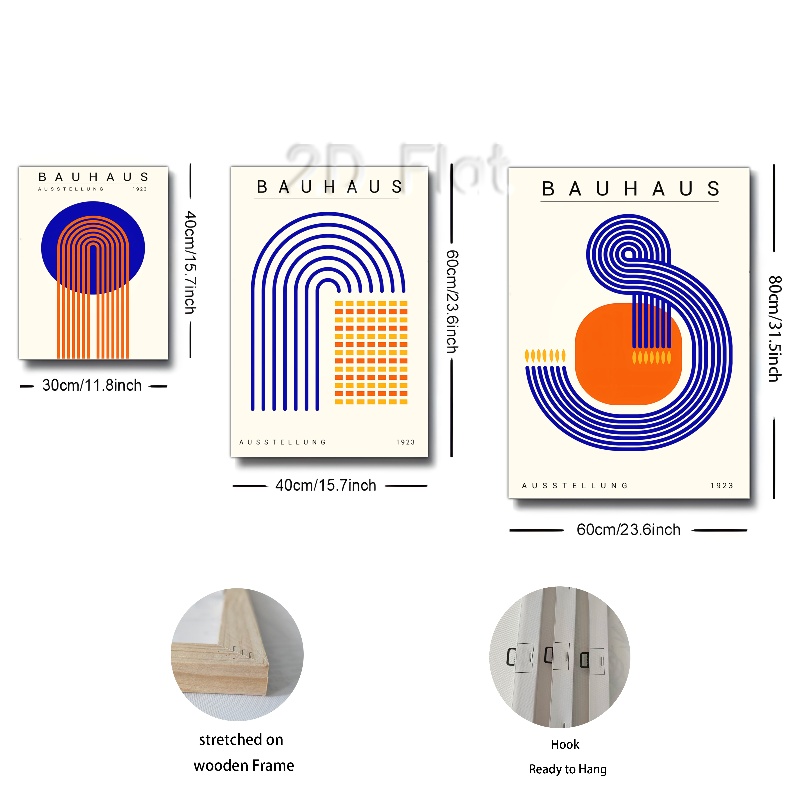 2D Flat
BAUHAUS
AUSSTELLUNG 1923
40cm/15.7inch
30cm/11.8inch
BAUHAUS
AUSSTELLUNG 1923
60cm/23.6inch
40cm/15.7inch
BAUHAUS
AUSSTELLUNG 1923
80cm/31.5inch
60cm/23.6inch
stretched on
wooden Frame
Hook
Ready to Hang